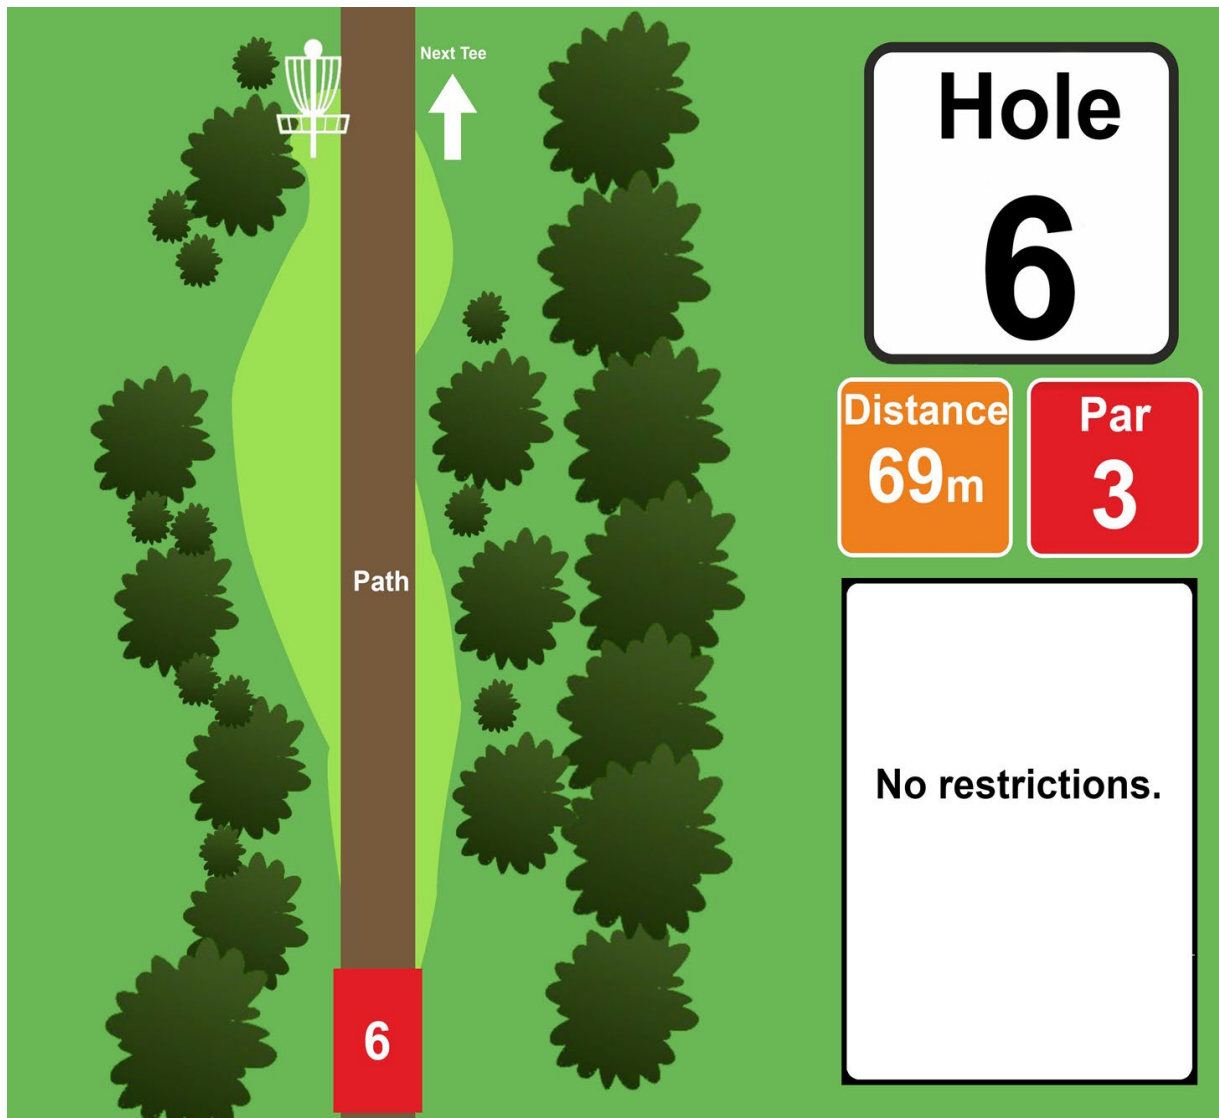 Next Tee
Hole
6
Distance
69m
Par
3
Path
No restrictions.
6